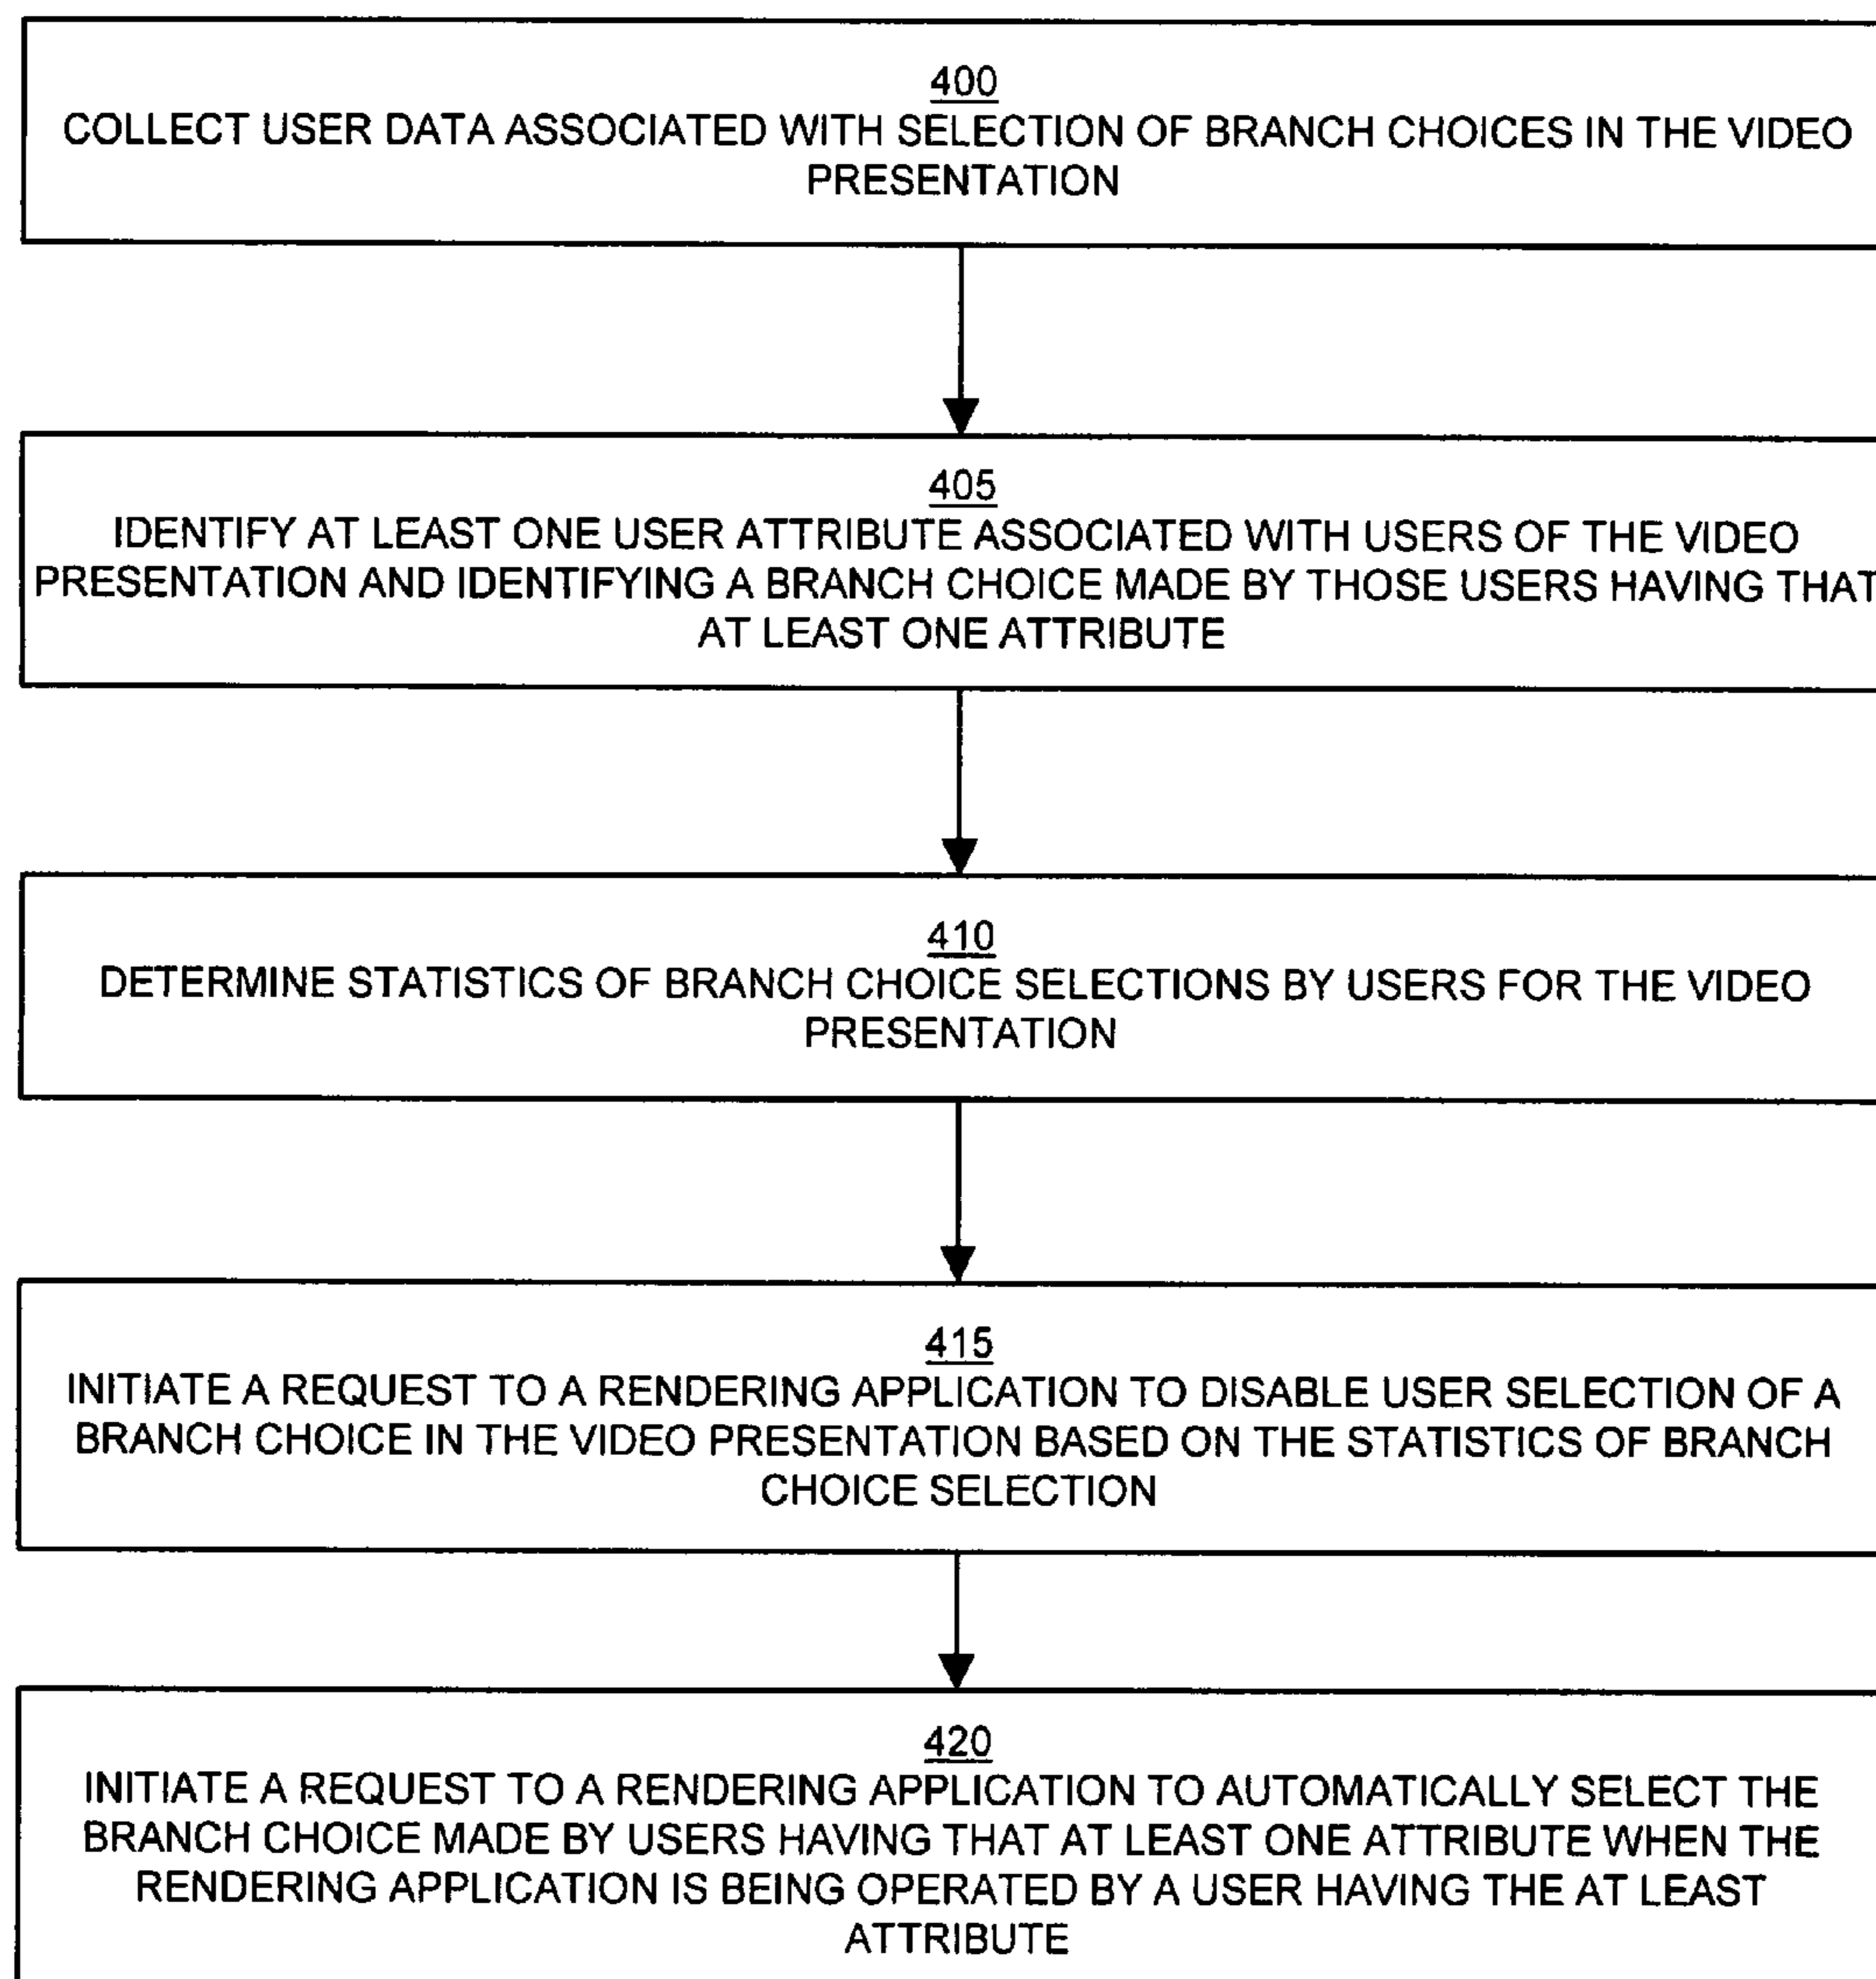 400
COLLECT USER DATA ASSOCIATED WITH SELECTION OF BRANCH CHOICES IN THE VIDEO
PRESENTATION
405
IDENTIFY AT LEAST ONE USER ATTRIBUTE ASSOCIATED WITH USERS OF THE VIDEO
PRESENTATION AND IDENTIFYING A BRANCH CHOICE MADE BY THOSE USERS HAVING THAT
AT LEAST ONE ATTRIBUTE
410
DETERMINE STATISTICS OF BRANCH CHOICE SELECTIONS BY USERS FOR THE VIDEO
PRESENTATION
415
INITIATE A REQUEST TO A RENDERING APPLICATION TO DISABLE USER SELECTION OF A
BRANCH CHOICE IN THE VIDEO PRESENTATION BASED ON THE STATISTICS OF BRANCH
CHOICE SELECTION
420
INITIATE A REQUEST TO A RENDERING APPLICATION TO AUTOMATICALLY SELECT THE
BRANCH CHOICE MADE BY USERS HAVING THAT AT LEAST ONE ATTRIBUTE WHEN THE
RENDERING APPLICATION IS BEING OPERATED BY A USER HAVING THE AT LEAST
ATTRIBUTE